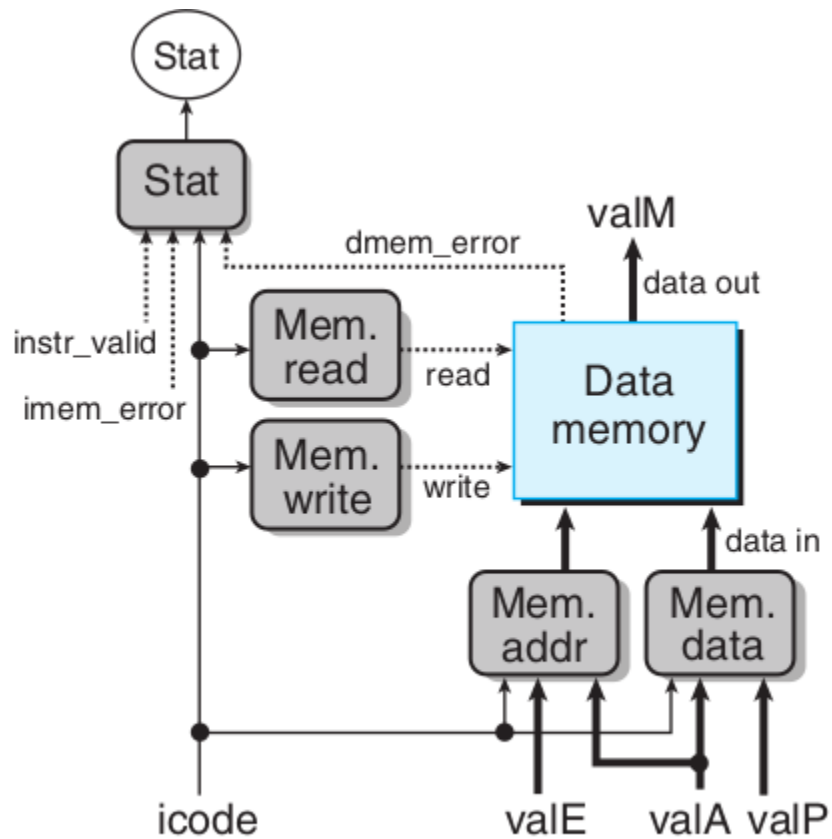 Stat
Stat
valM
dmem_error
data out
instr_valid
Mem.
read
read
Data
memory
imem_error
Mem.
write
write
data in
Mem.
addr
Mem.
data
icode
valE
valA
valP